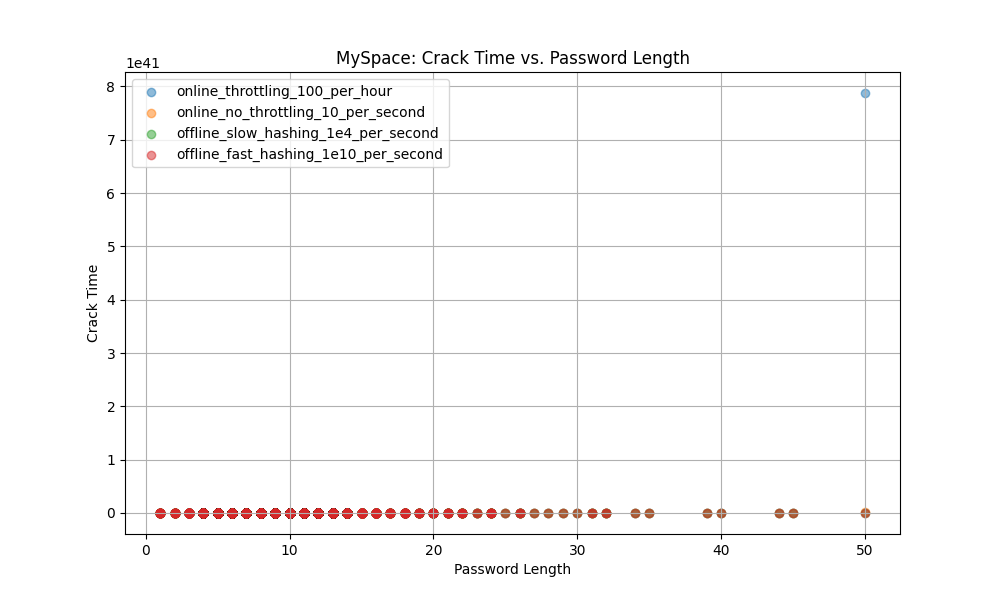 MySpace: Crack Time vs. Password Length
1e41
online_throttling_100_per_hour
online_no_throttling_10_per_second
offline_slow_hashing_1e4_per_second
offline_fast_hashing_1e10_per_second
8
7
6
5
4
3
2
1
0
Crack Time
0 10 20 30 40 50
Password Length